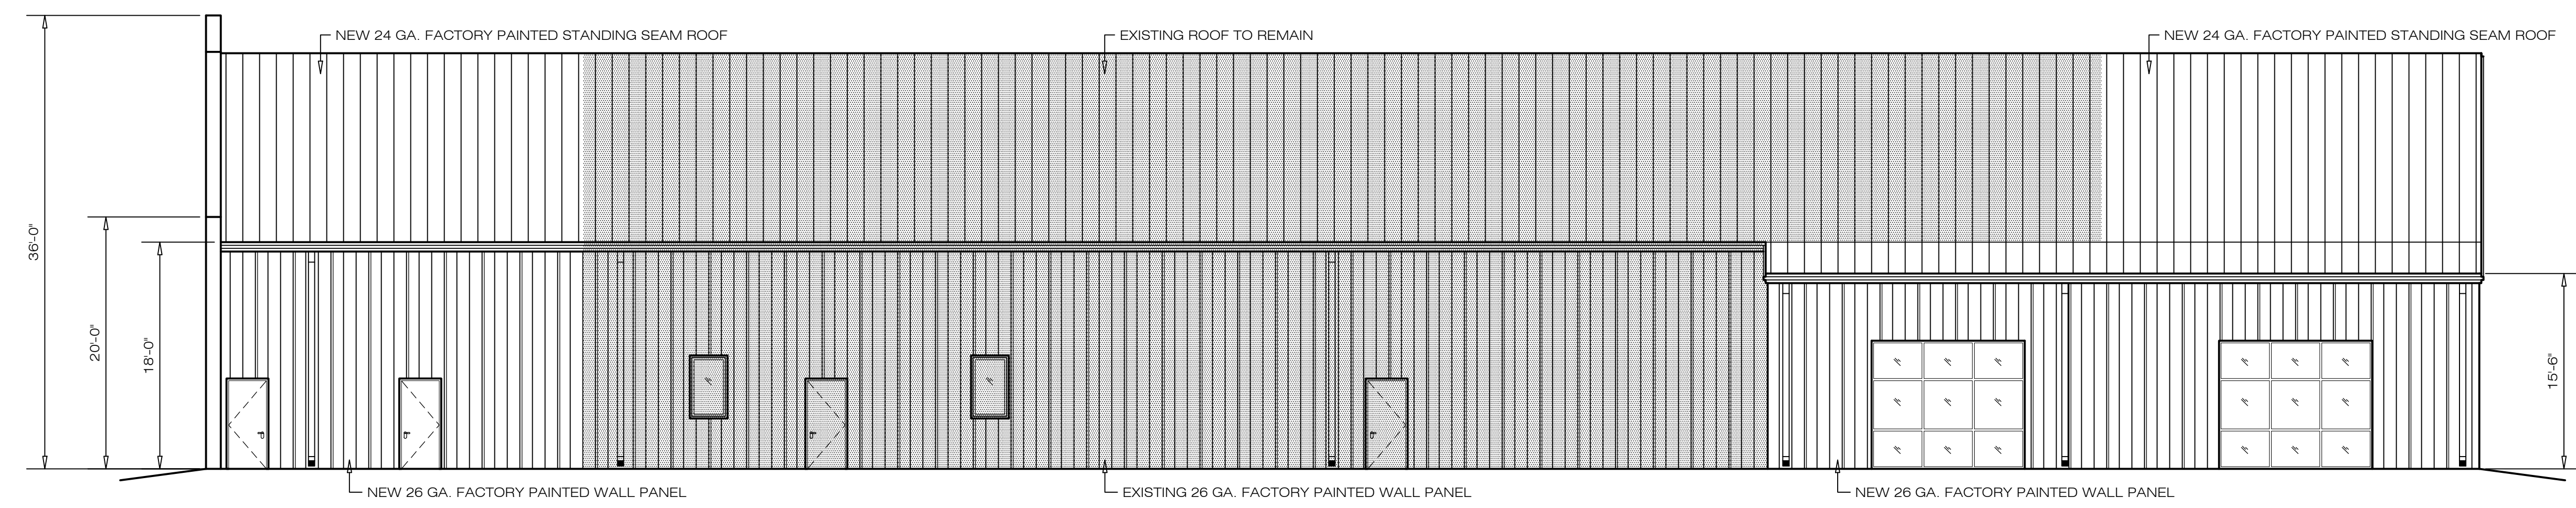 NEW 24 GA. FACTORY PAINTED STANDING SEAM ROOF
EXISTING ROOF TO REMAIN
NEW 24 GA. FACTORY PAINTED STANDING SEAM ROOF
36'-0"
20'-0"
18'-0"
15'-6"
NEW 26 GA. FACTORY PAINTED WALL PANEL
EXISTING 26 GA. FACTORY PAINTED WALL PANEL
NEW 26 GA. FACTORY PAINTED WALL PANEL